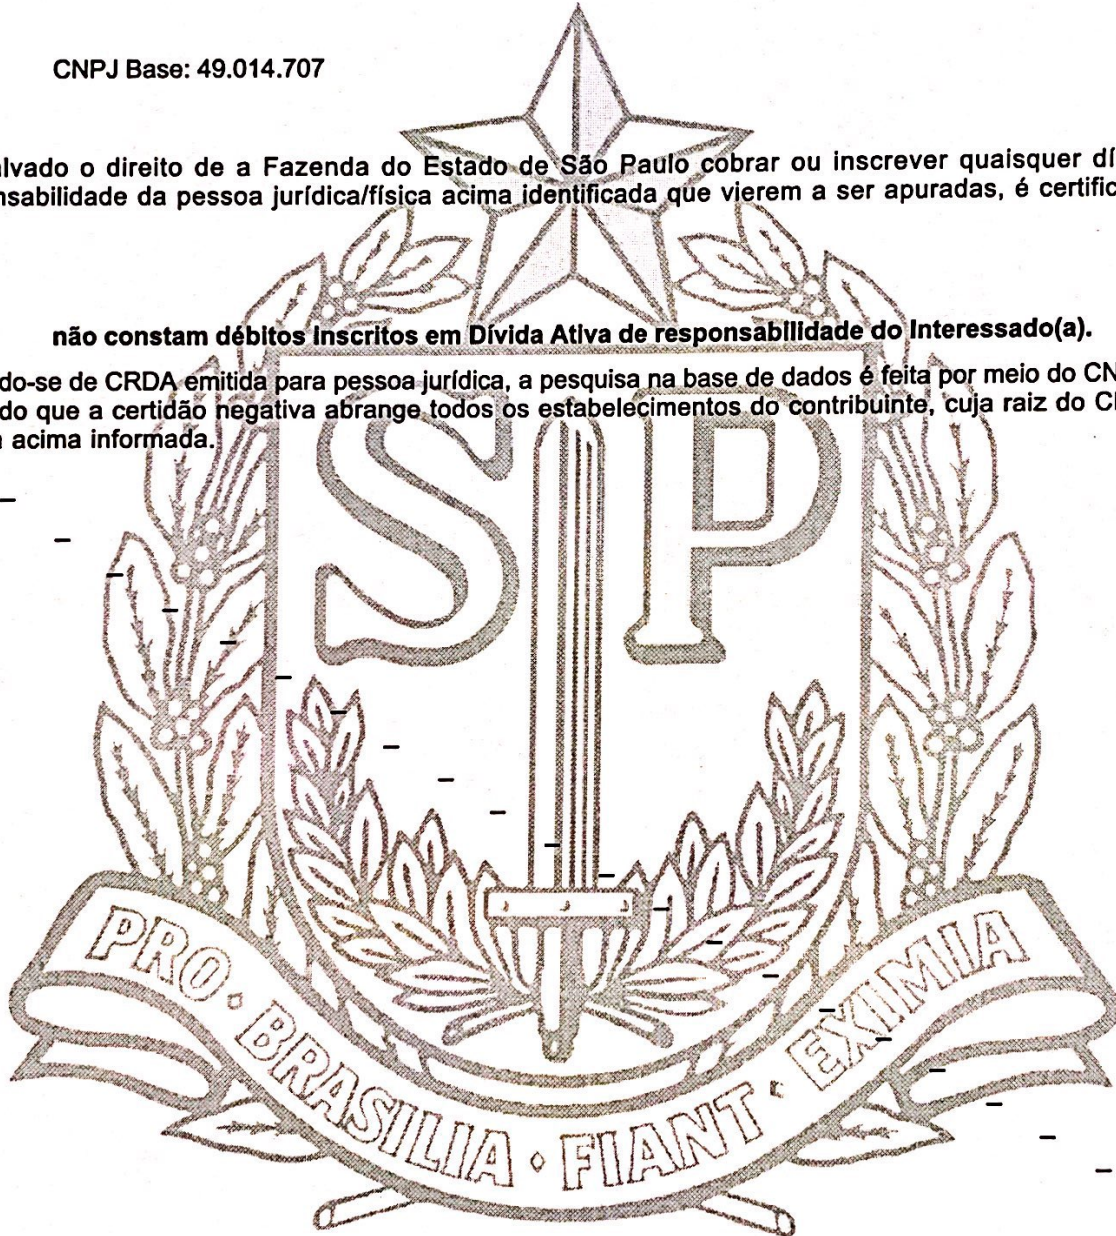 CNPJ Base: 49.014.707
alvado o direito de a Fazenda do Estado de São Paulo cobrar ou inscrever quaisquer dí
nsabilidade da pessoa jurídica/física acima identificada que vierem a ser apuradas, é certific
não constam débitos inscritos em Dívida Ativa de responsabilidade do Interessado(a).
do-se de CRDA emitida para pessoa jurídica, a pesquisa na base de dados é feita por meio do CN
do que a certidão negativa abrange todos os estabelecimentos do contribuinte, cuja raiz do C
acima informada.
SP
PRO • BRASILIA • FIANT • EXIMIA